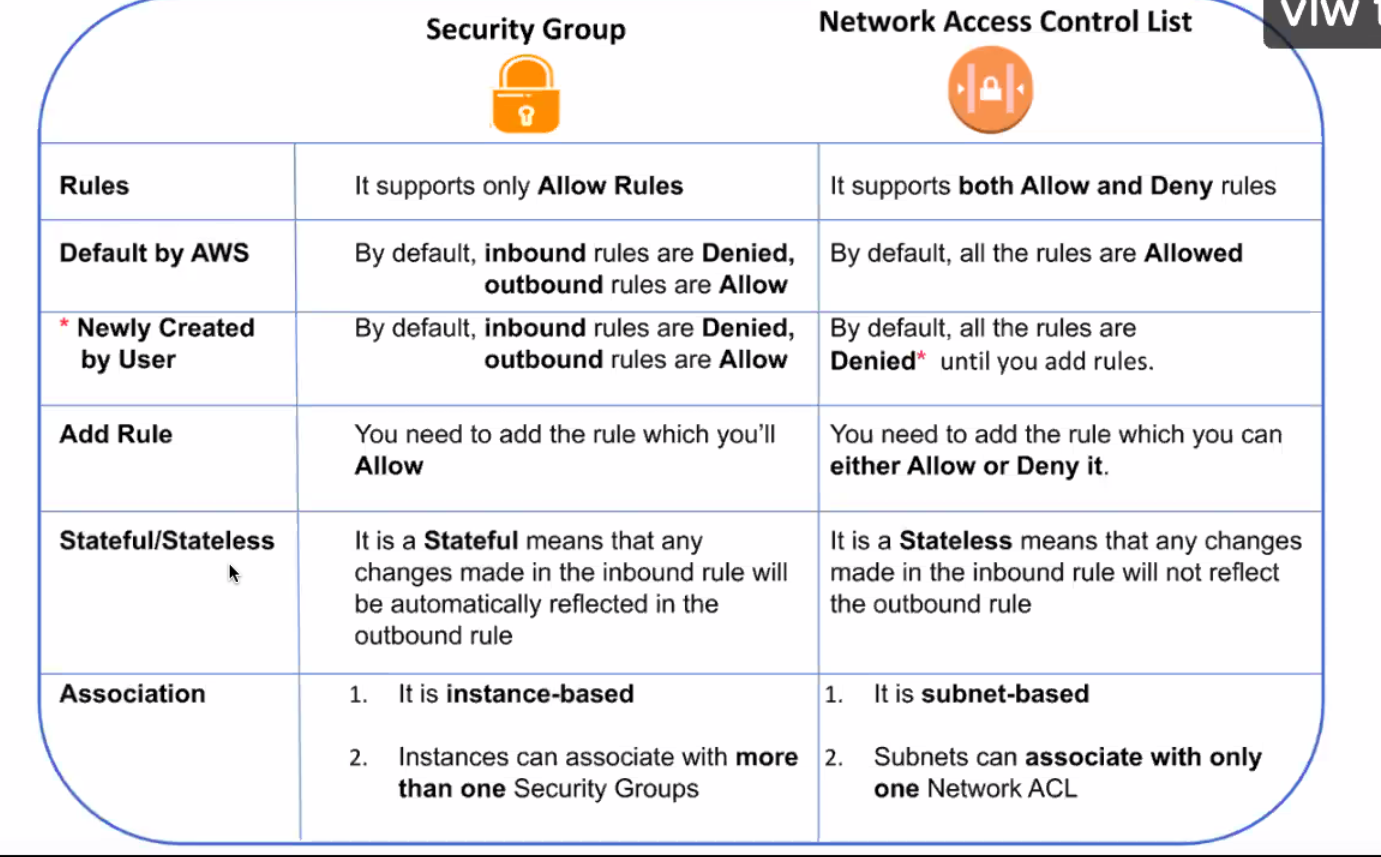 Security Group
Network Access Control List
Rules
It supports only Allow Rules
It supports both Allow and Deny rules
Default by AWS
By default, inbound rules are Denied,
outbound rules are Allow
By default, all the rules are Allowed
* Newly Created
by User
By default, inbound rules are Denied,
outbound rules are Allow
By default, all the rules are
Denied* until you add rules.
Add Rule
You need to add the rule which you'll
Allow
You need to add the rule which you can
either Allow or Deny it.
Stateful/Stateless
It is a Stateful means that any
changes made in the inbound rule will
be automatically reflected in the
outbound rule
It is a Stateless means that any changes
made in the inbound rule will not reflect
the outbound rule
Association
1. It is instance-based
2. Instances can associate with more
than one Security Groups
1. It is subnet-based
2. Subnets can associate with only
one Network ACL